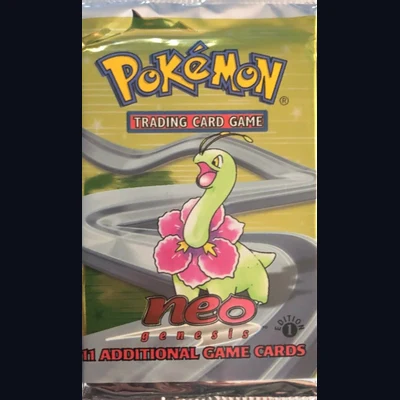 POKéMON
®
TRADING CARD GAME
neo
genesis
EDITION
1
11 ADDITIONAL GAME CARDS